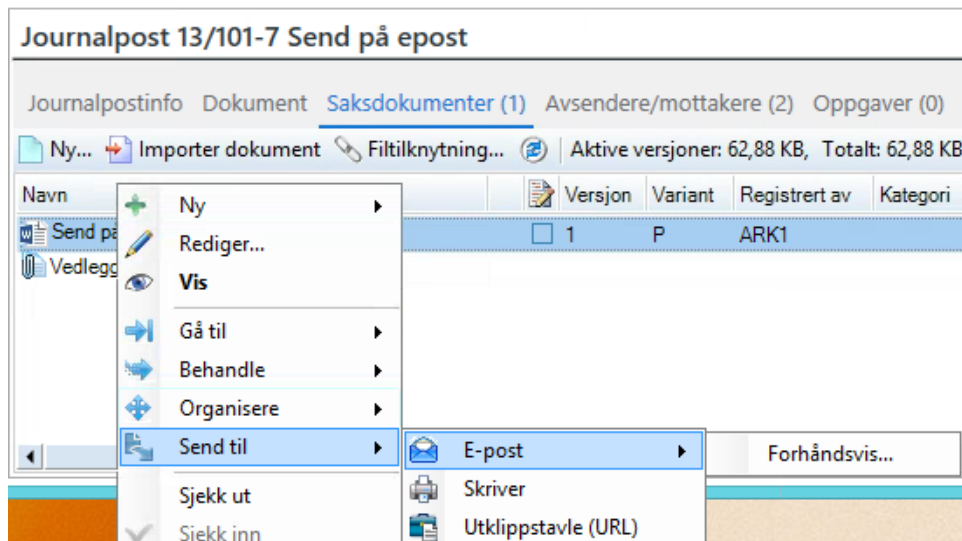 Journalpost 13/101-7 Send på epost
Journalpostinfo Dokument Saksdokumenter (1) Avsendere/mottakere (2) Oppgaver (0)
Ny... Importer dokument Filtilknytning... Aktive versjoner: 62,88 KB, Totalt: 62,88 KB
Navn Versjon Variant Registrert av Kategori
Send på 1 P ARK1
Vedlegg
Ny
Rediger...
Vis
Gå til
Behandle
Organisere
Send til E-post Forhåndsvis...
Skriver
Sjekk ut
Utklippstavle (URL)
Sjekk inn